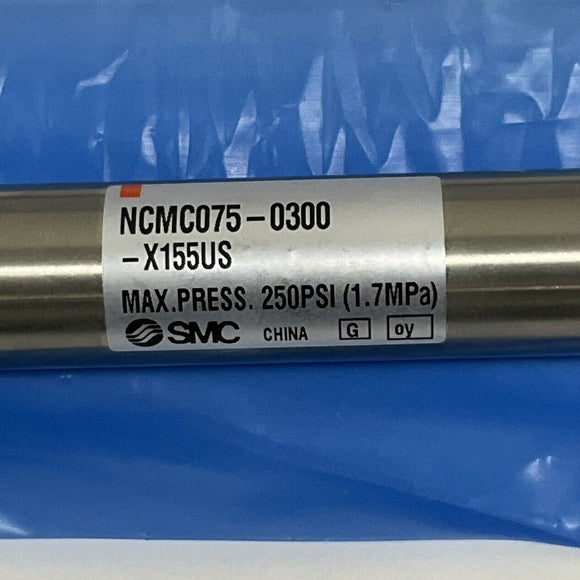 NCMC075-0300
-X155US
MAX.PRESS. 250PSI (1.7MPa)
SMC CHINA G oy